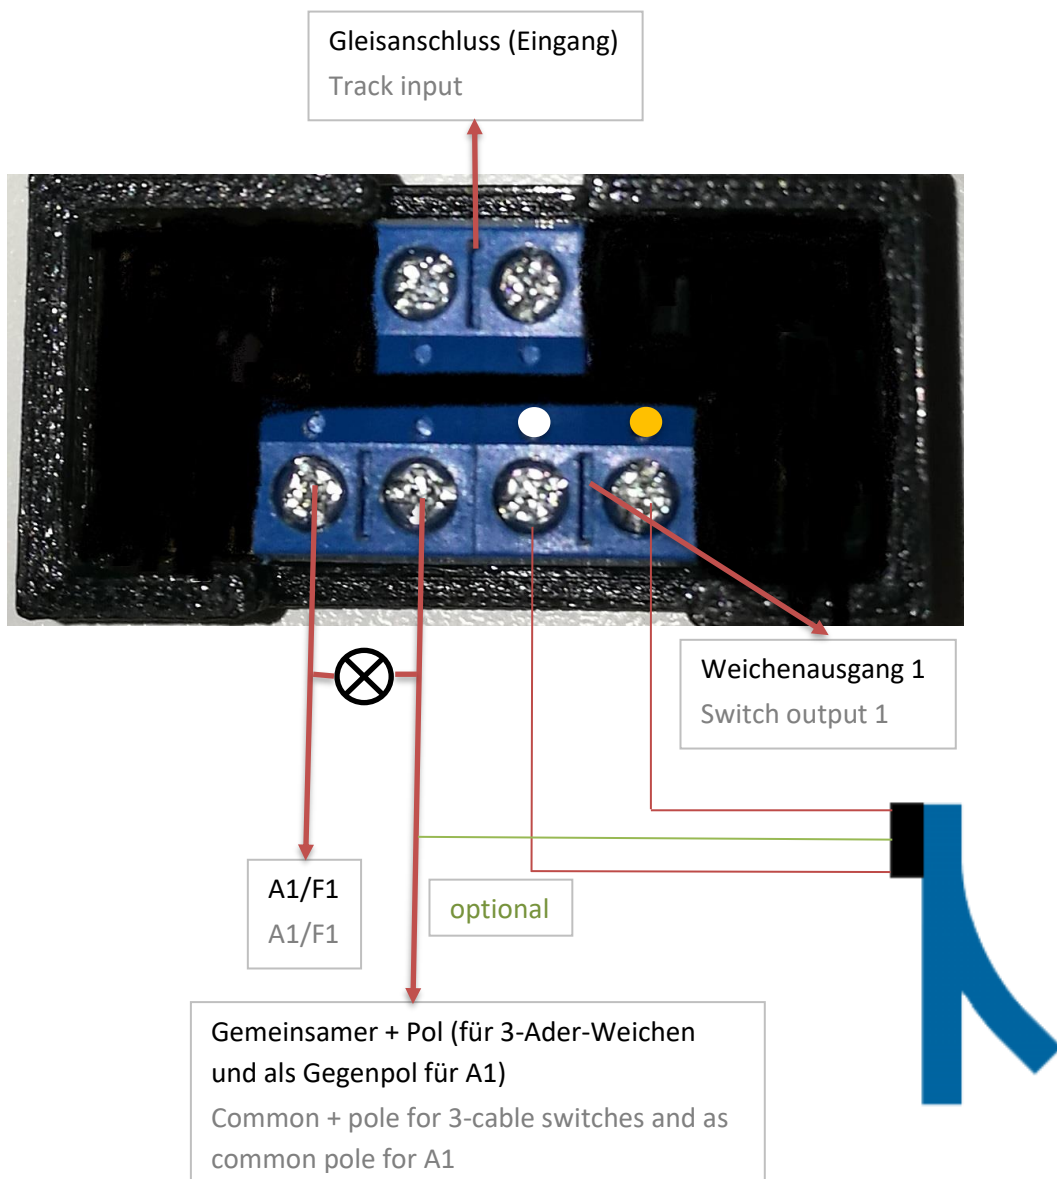 Gleisanschluss (Eingang)
Track input
Weichenausgang 1
Switch output 1
A1/F1
A1/F1
optional
Gemeinsamer + Pol (für 3-Ader-Weichen
und als Gegenpol für A1)
Common + pole for 3-cable switches and as
common pole for A1